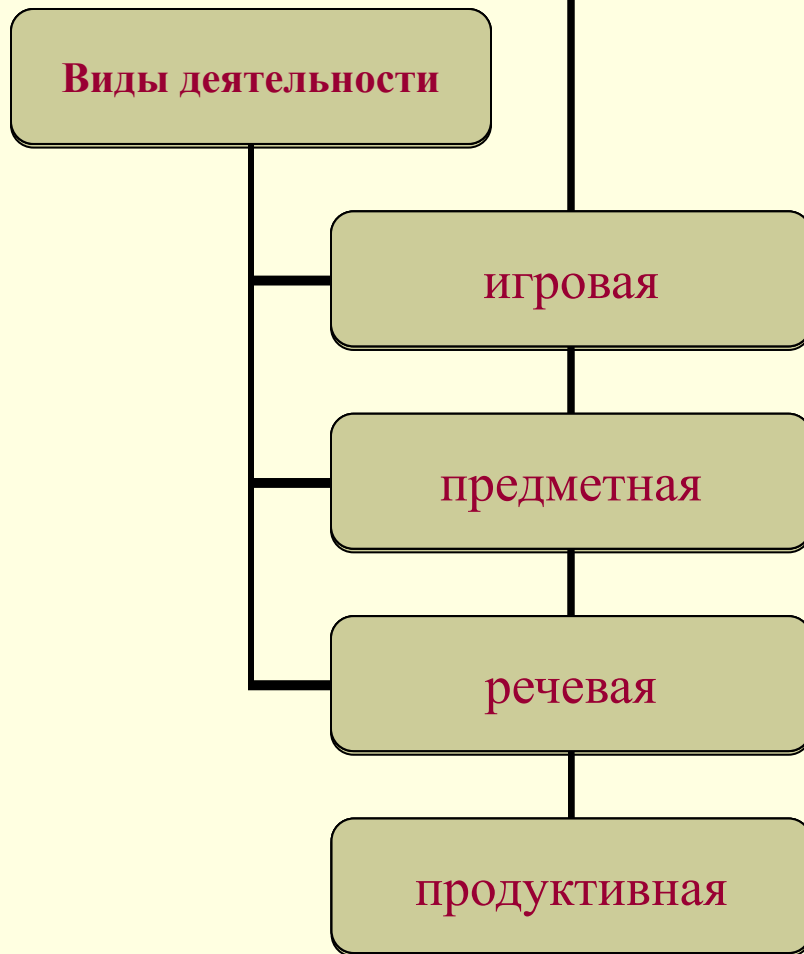 Виды деятельности
игровая
предметная
речевая
продуктивная